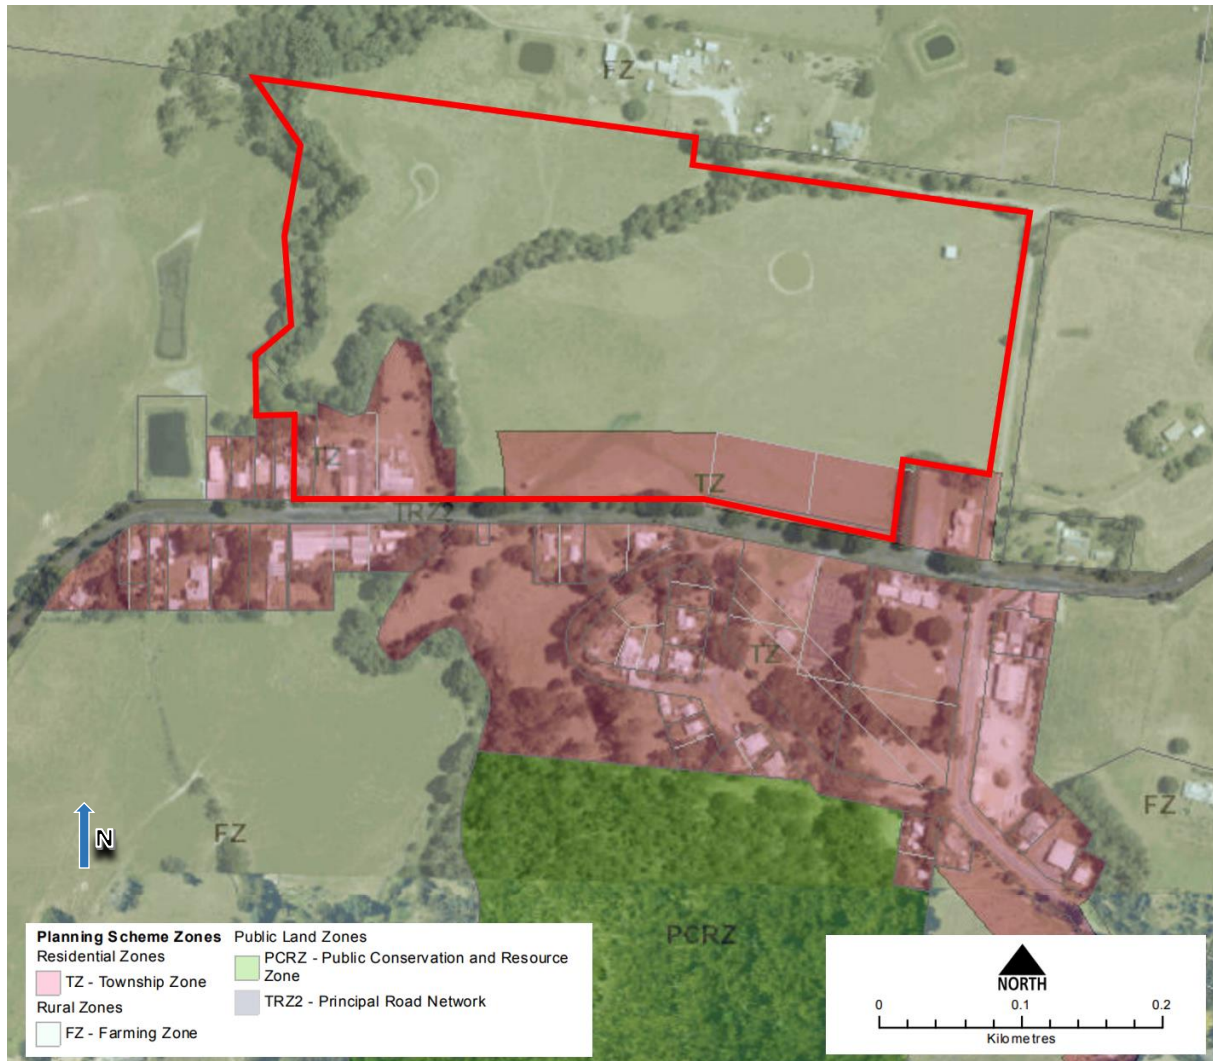 FZ
TZ
TZ
TRZ2
TZ
FZ
FZ
N
PCRZ
Planning Scheme Zones
Residential Zones
TZ - Township Zone
Rural Zones
FZ - Farming Zone
Public Land Zones
PCRZ - Public Conservation and Resource
Zone
TRZ2 - Principal Road Network
NORTH
0 0.1 0.2
Kilometres